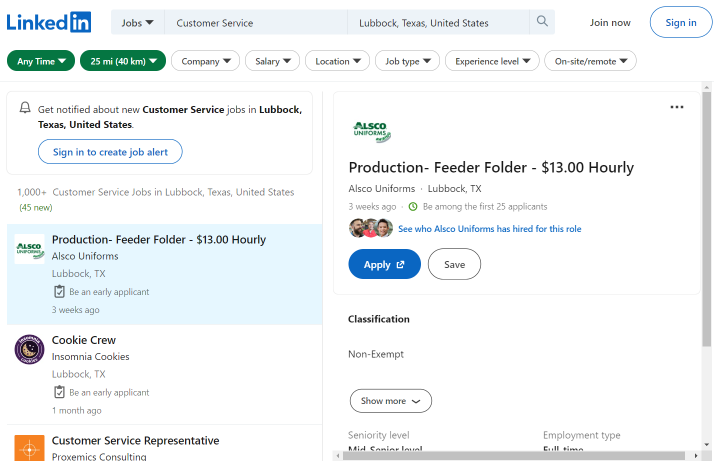 Linked in
Jobs
Customer Service
Lubbock, Texas, United States
Join now
Sign in
Any Time
25 mi (40 km)
Company
Salary
Location
Job type
Experience level
On-site/remote
Get notified about new Customer Service jobs in Lubbock,
Texas, United States.
Sign in to create job alert
1,000+ Customer Service Jobs in Lubbock, Texas, United States
(45 new)
ALSCO
UNIFORMS
Production- Feeder Folder - $13.00 Hourly
Alsco Uniforms
Lubbock, TX
Be an early applicant
3 weeks ago
insomnia
COOKIES
Cookie Crew
Insomnia Cookies
Lubbock, TX
Be an early applicant
1 month ago
Customer Service Representative
Proxemics Consulting
ALSCO
UNIFORMS
Production- Feeder Folder - $13.00 Hourly
Alsco Uniforms · Lubbock, TX
3 weeks ago · Be among the first 25 applicants
See who Alsco Uniforms has hired for this role
Apply
Save
Classification
Non-Exempt
Show more
Seniority level
Mid-Senior level
Employment type
Full-time